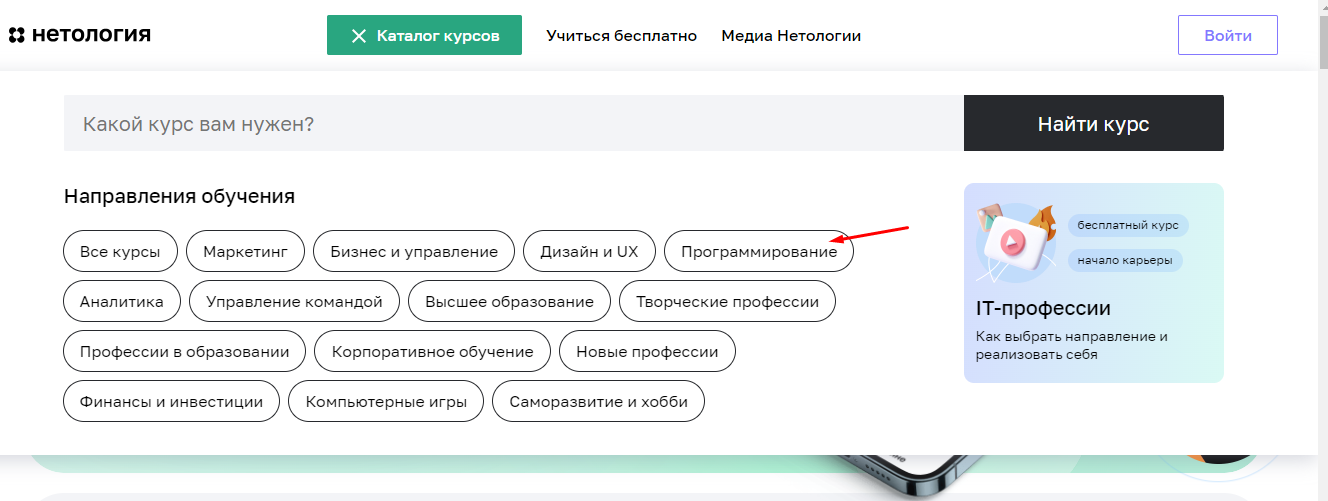 нетология
Каталог курсов
Учиться бесплатно
Медиа Нетологии
Войти
Какой курс вам нужен?
Найти курс
Направления обучения
Все курсы
Маркетинг
Бизнес и управление
Дизайн и UX
Программирование
Аналитика
Управление командой
Высшее образование
Творческие профессии
Профессии в образовании
Корпоративное обучение
Новые профессии
Финансы и инвестиции
Компьютерные игры
Саморазвитие и хобби
бесплатный курс
начало карьеры
IT-профессии
Как выбрать направление и
реализовать себя